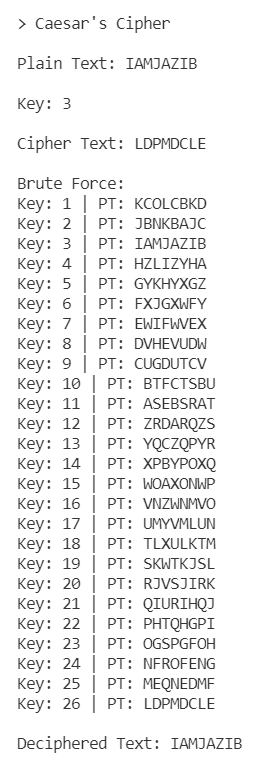 > Caesar's Cipher
Plain Text: IAMJAZIB
Key: 3
Cipher Text: LDPMDCLE
Brute Force:
Key: 1 | PT: KCOLCBKD
Key: 2 | PT: JBNKBAJC
Key: 3 | PT: IAMJAZIB
Key: 4 | PT: HZLIZYHA
Key: 5 | PT: GYKHYXGZ
Key: 6 | PT: FXJGXWFY
Key: 7 | PT: EWIFWVEX
Key: 8 | PT: DVHEVUDW
Key: 9 | PT: CUGDUTCV
Key: 10 | PT: BTFCTSBU
Key: 11 | PT: ASEBSRAT
Key: 12 | PT: ZRDARQZS
Key: 13 | PT: YQCZQPYR
Key: 14 | PT: XPBYPOXQ
Key: 15 | PT: WOAXONWP
Key: 16 | PT: VNZWNMVO
Key: 17 | PT: UMYVMLUN
Key: 18 | PT: TLXULKTM
Key: 19 | PT: SKWTKJSL
Key: 20 | PT: RJVSJIRK
Key: 21 | PT: QIURIHQJ
Key: 22 | PT: PHTQHGPI
Key: 23 | PT: OGSPGFOH
Key: 24 | PT: NFROFENG
Key: 25 | PT: MEQNEDMF
Key: 26 | PT: LDPMDCLE
Deciphered Text: IAMJAZIB